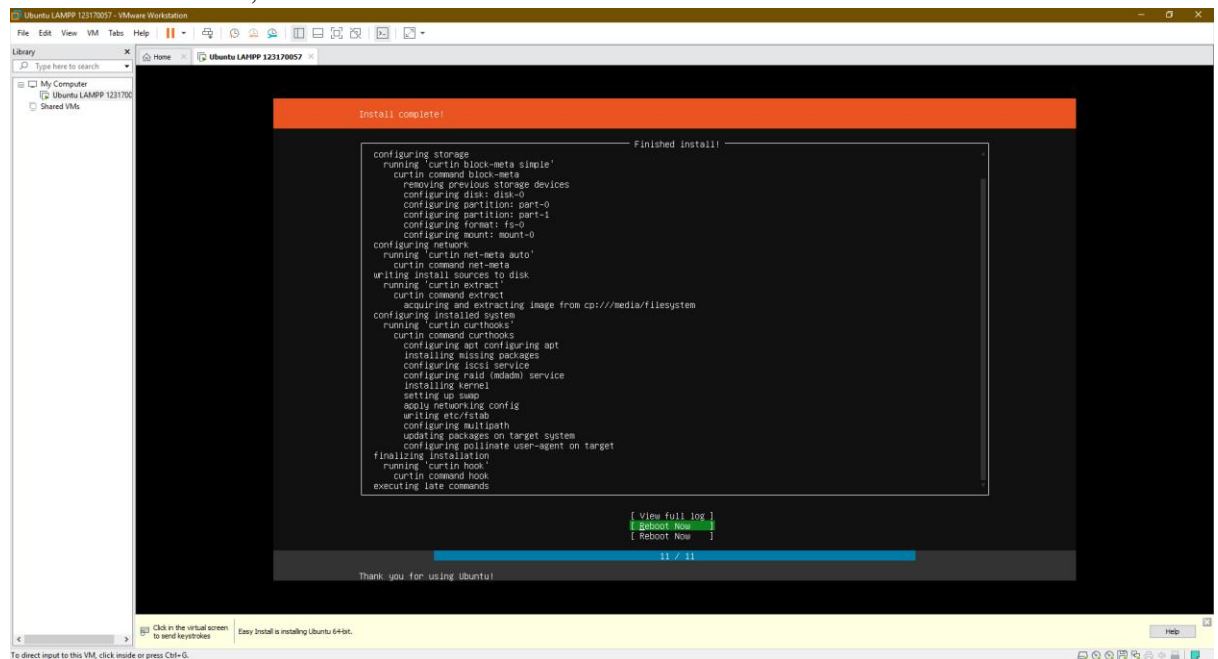 Ubuntu LAMPP 123170057 - VMware Workstation
File Edit View VM Tabs Help
Library
Type here to search
My Computer
Ubuntu LAMPP 1231700
Shared VMs
Home
Ubuntu LAMPP 123170057
Install complete!
Finished install!
configuring storage
running 'curtin block-meta simple'
curtin command block-meta
removing previous storage devices
configuring disk: disk-0
configuring partition: part-0
configuring partition: part-1
configuring format: fs-0
configuring mount: mount-0
configuring network
running 'curtin net-meta auto'
curtin command net-meta
writing install sources to disk
running 'curtin extract'
curtin command extract
acquiring and extracting image from cp:///media/filesystem
configuring installed system
running 'curtin curthooks'
curtin command curthooks
configuring apt configuring apt
installing missing packages
configuring iscsi service
configuring raid (mdadm) service
installing kernel
setting up swap
apply networking config
writing etc/fstab
configuring multipath
updating packages on target system
configuring pollinate user-agent on target
finalizing installation
running 'curtin hook'
curtin command hook
executing late commands
[ View full log ]
[ Reboot Now ]
[ Reboot Now ]
11 / 11
Thank you for using Ubuntu!
Click in the virtual screen
to send keystrokes
Easy Install is installing Ubuntu 64-bit.
Help
To direct input to this VM, click inside or press Ctrl+G.